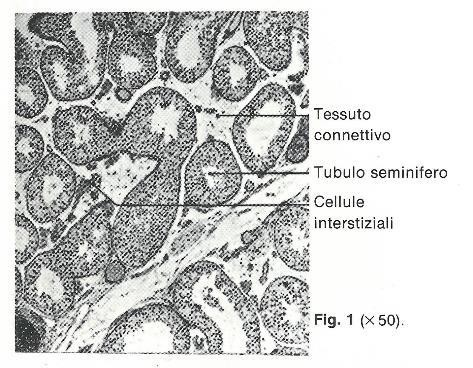 Tessuto
connettivo
Tubulo seminifero
Cellule
interstiziali
Fig. 1 (× 50).